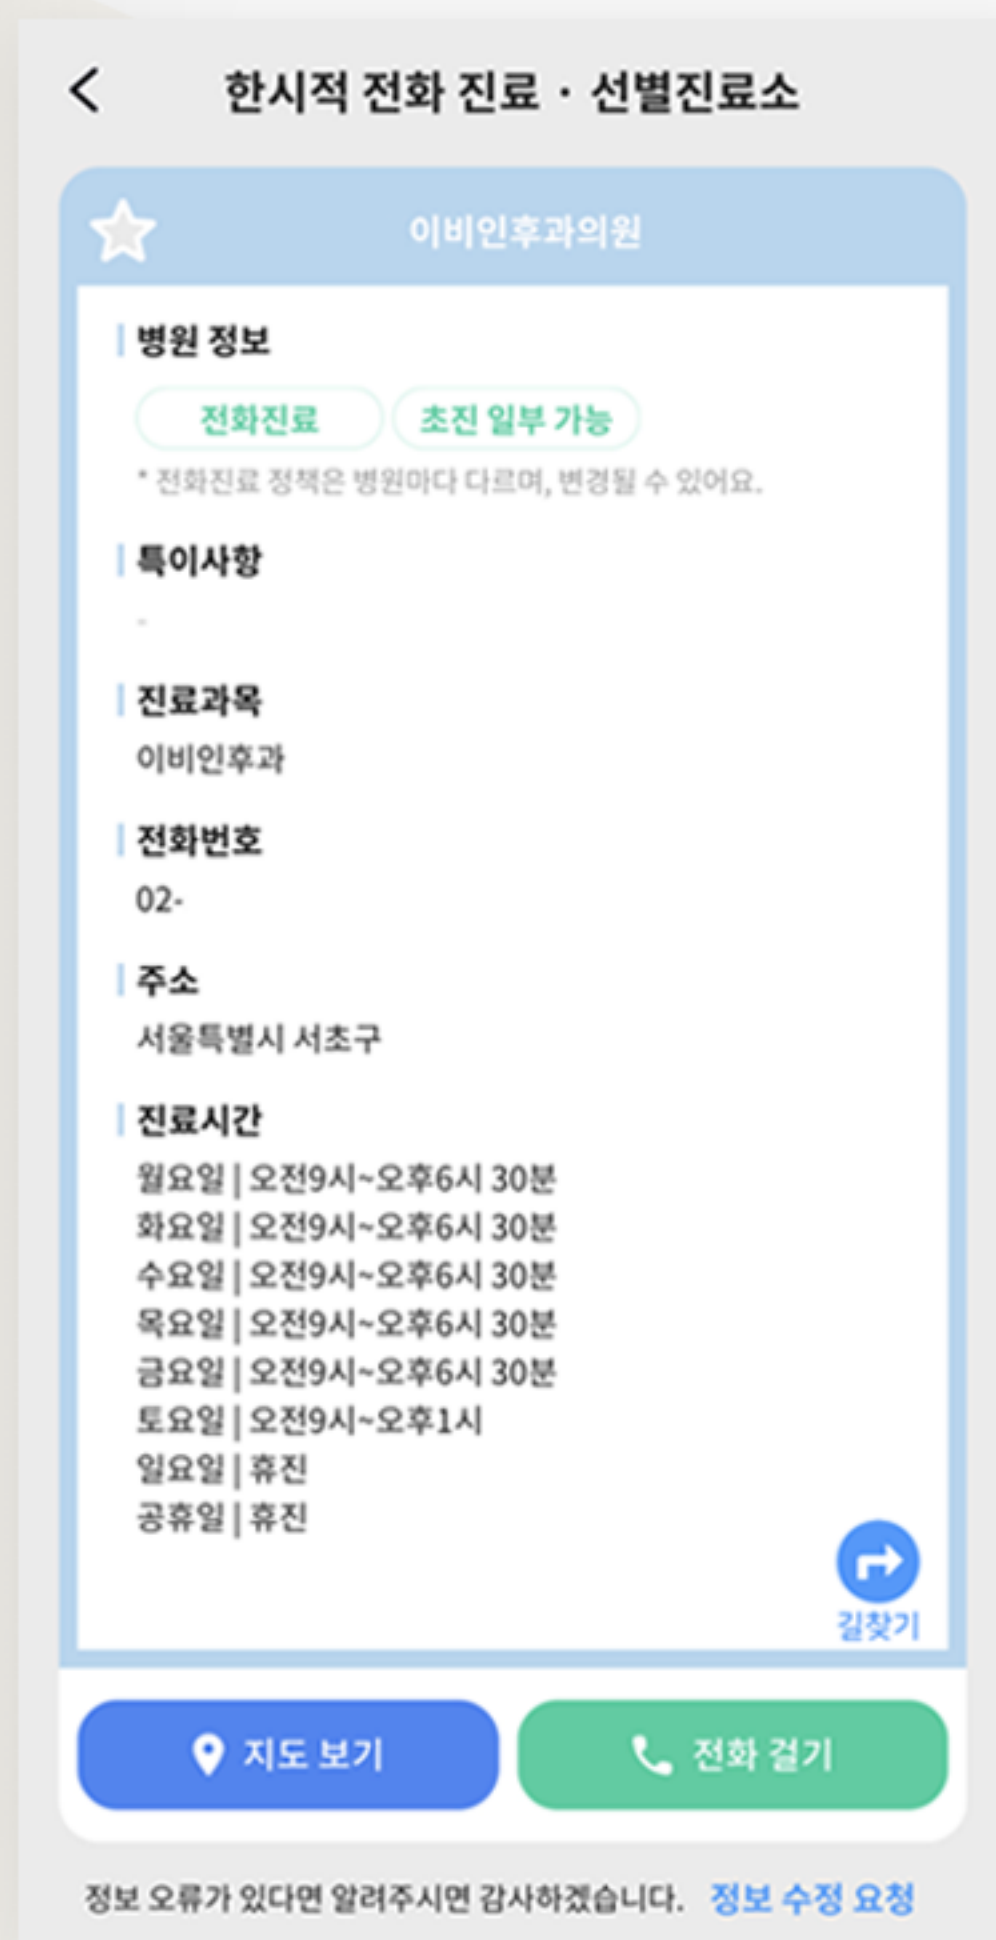 한시적 전화 진료 · 선별진료소
이비인후과의원
병원 정보
전화진료 초진 일부 가능
* 전화진료 정책은 병원마다 다르며, 변경될 수 있어요.
특이사항
-
진료과목
이비인후과
전화번호
02-
주소
서울특별시 서초구
진료시간
월요일 | 오전9시~오후6시 30분
화요일 | 오전9시~오후6시 30분
수요일 | 오전9시~오후6시 30분
목요일 | 오전9시~오후6시 30분
금요일 | 오전9시~오후6시 30분
토요일 | 오전9시~오후1시
일요일 | 휴진
공휴일 | 휴진
길찾기
지도 보기 전화 걸기
정보 오류가 있다면 알려주시면 감사하겠습니다. 정보 수정 요청